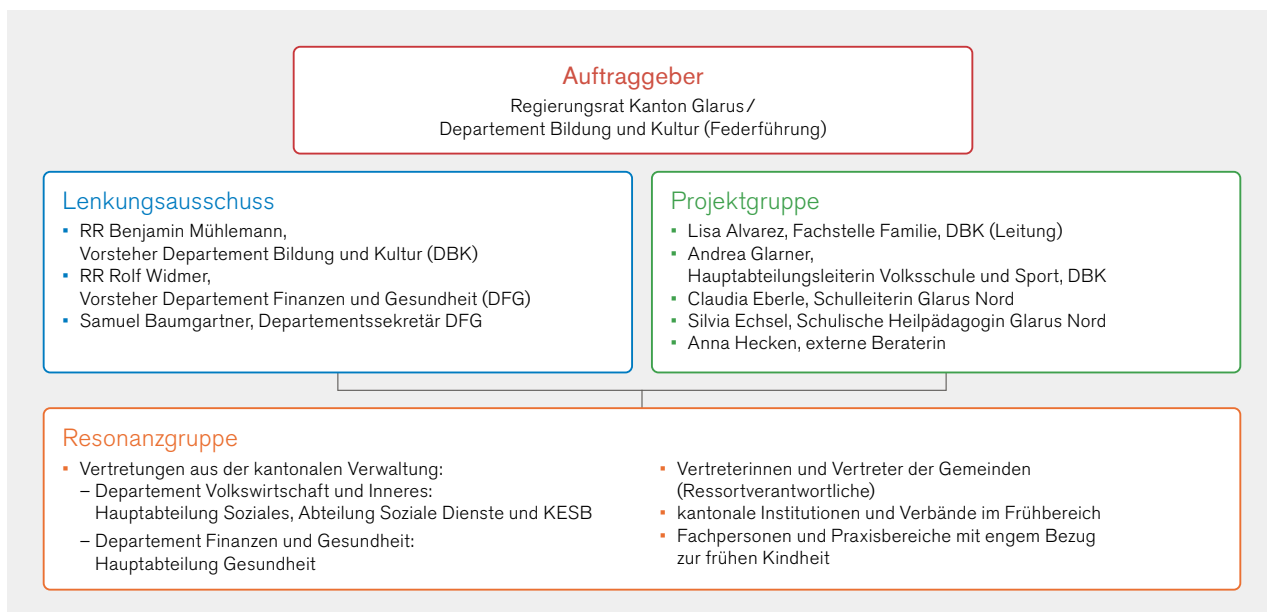 Auftraggeber
Regierungsrat Kanton Glarus/
Departement Bildung und Kultur (Federführung)
Lenkungsausschuss
▪ RR Benjamin Mühlemann,
Vorsteher Departement Bildung und Kultur (DBK)
▪ RR Rolf Widmer,
Vorsteher Departement Finanzen und Gesundheit (DFG)
▪ Samuel Baumgartner, Departementssekretär DFG
Projektgruppe
▪ Lisa Alvarez, Fachstelle Familie, DBK (Leitung)
▪ Andrea Glarner,
Hauptabteilungsleiterin Volksschule und Sport, DBK
▪ Claudia Eberle, Schulleiterin Glarus Nord
▪ Silvia Echsel, Schulische Heilpädagogin Glarus Nord
▪ Anna Hecken, externe Beraterin
Resonanzgruppe
▪ Vertretungen aus der kantonalen Verwaltung:
– Departement Volkswirtschaft und Inneres:
Hauptabteilung Soziales, Abteilung Soziale Dienste und KESB
– Departement Finanzen und Gesundheit:
Hauptabteilung Gesundheit
▪ Vertreterinnen und Vertreter der Gemeinden
(Ressortverantwortliche)
▪ kantonale Institutionen und Verbände im Frühbereich
▪ Fachpersonen und Praxisbereiche mit engem Bezug
zur frühen Kindheit